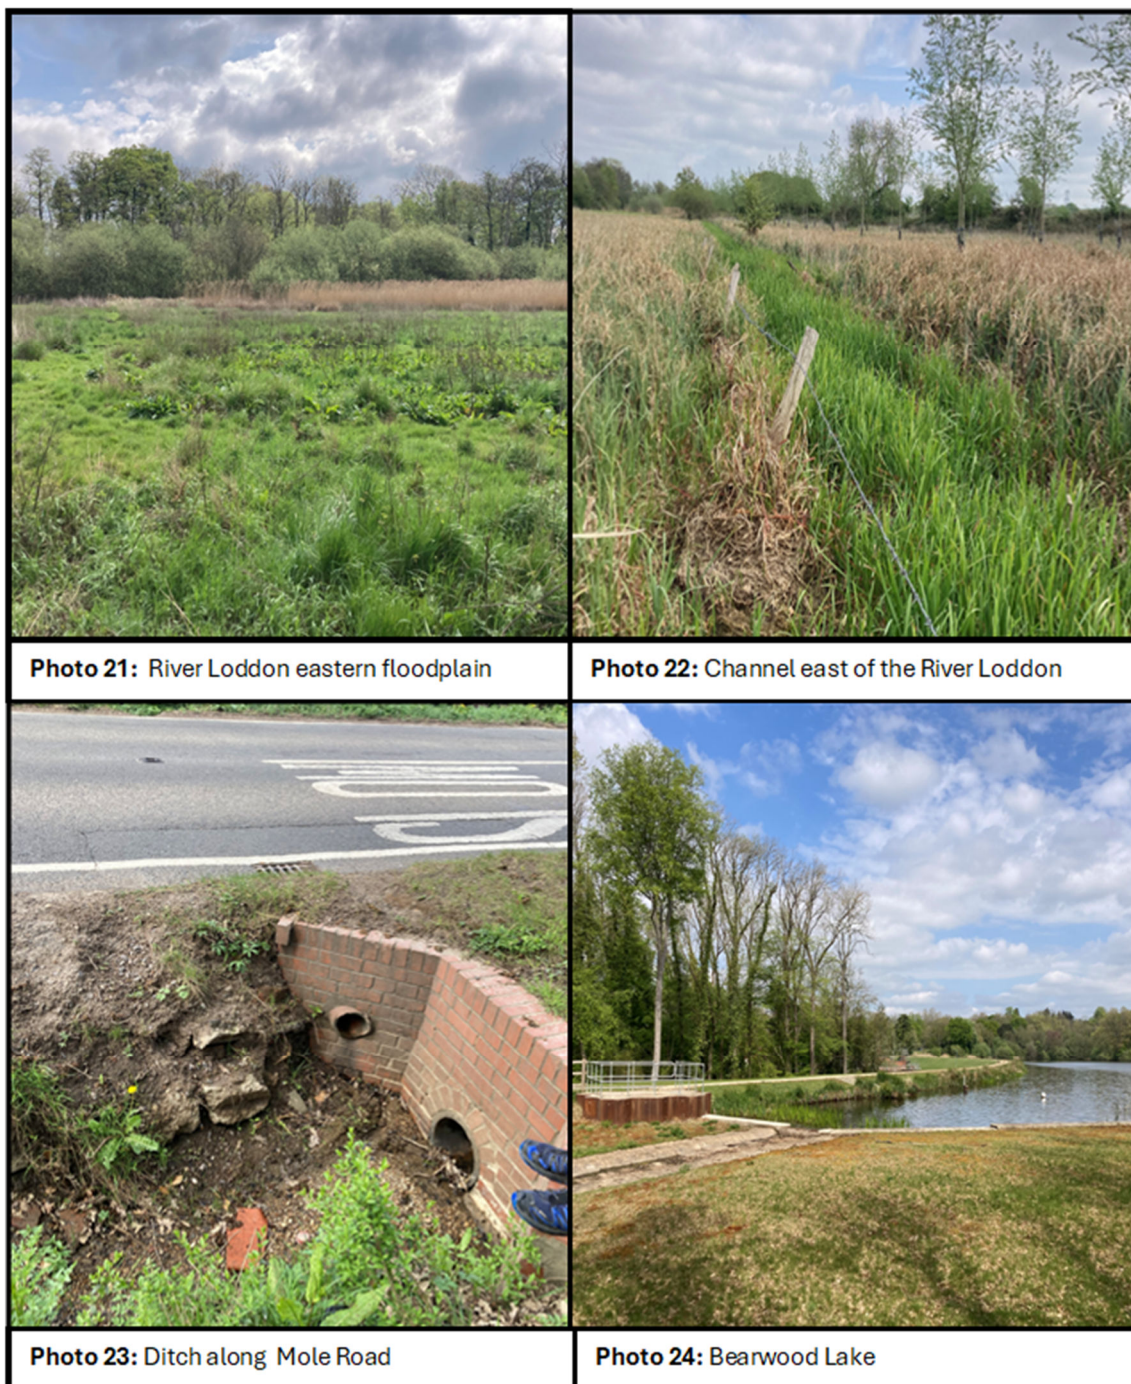 Photo 21: River Loddon eastern floodplain
Photo 22: Channel east of the River Loddon
Photo 23: Ditch along Mole Road
Photo 24: Bearwood Lake